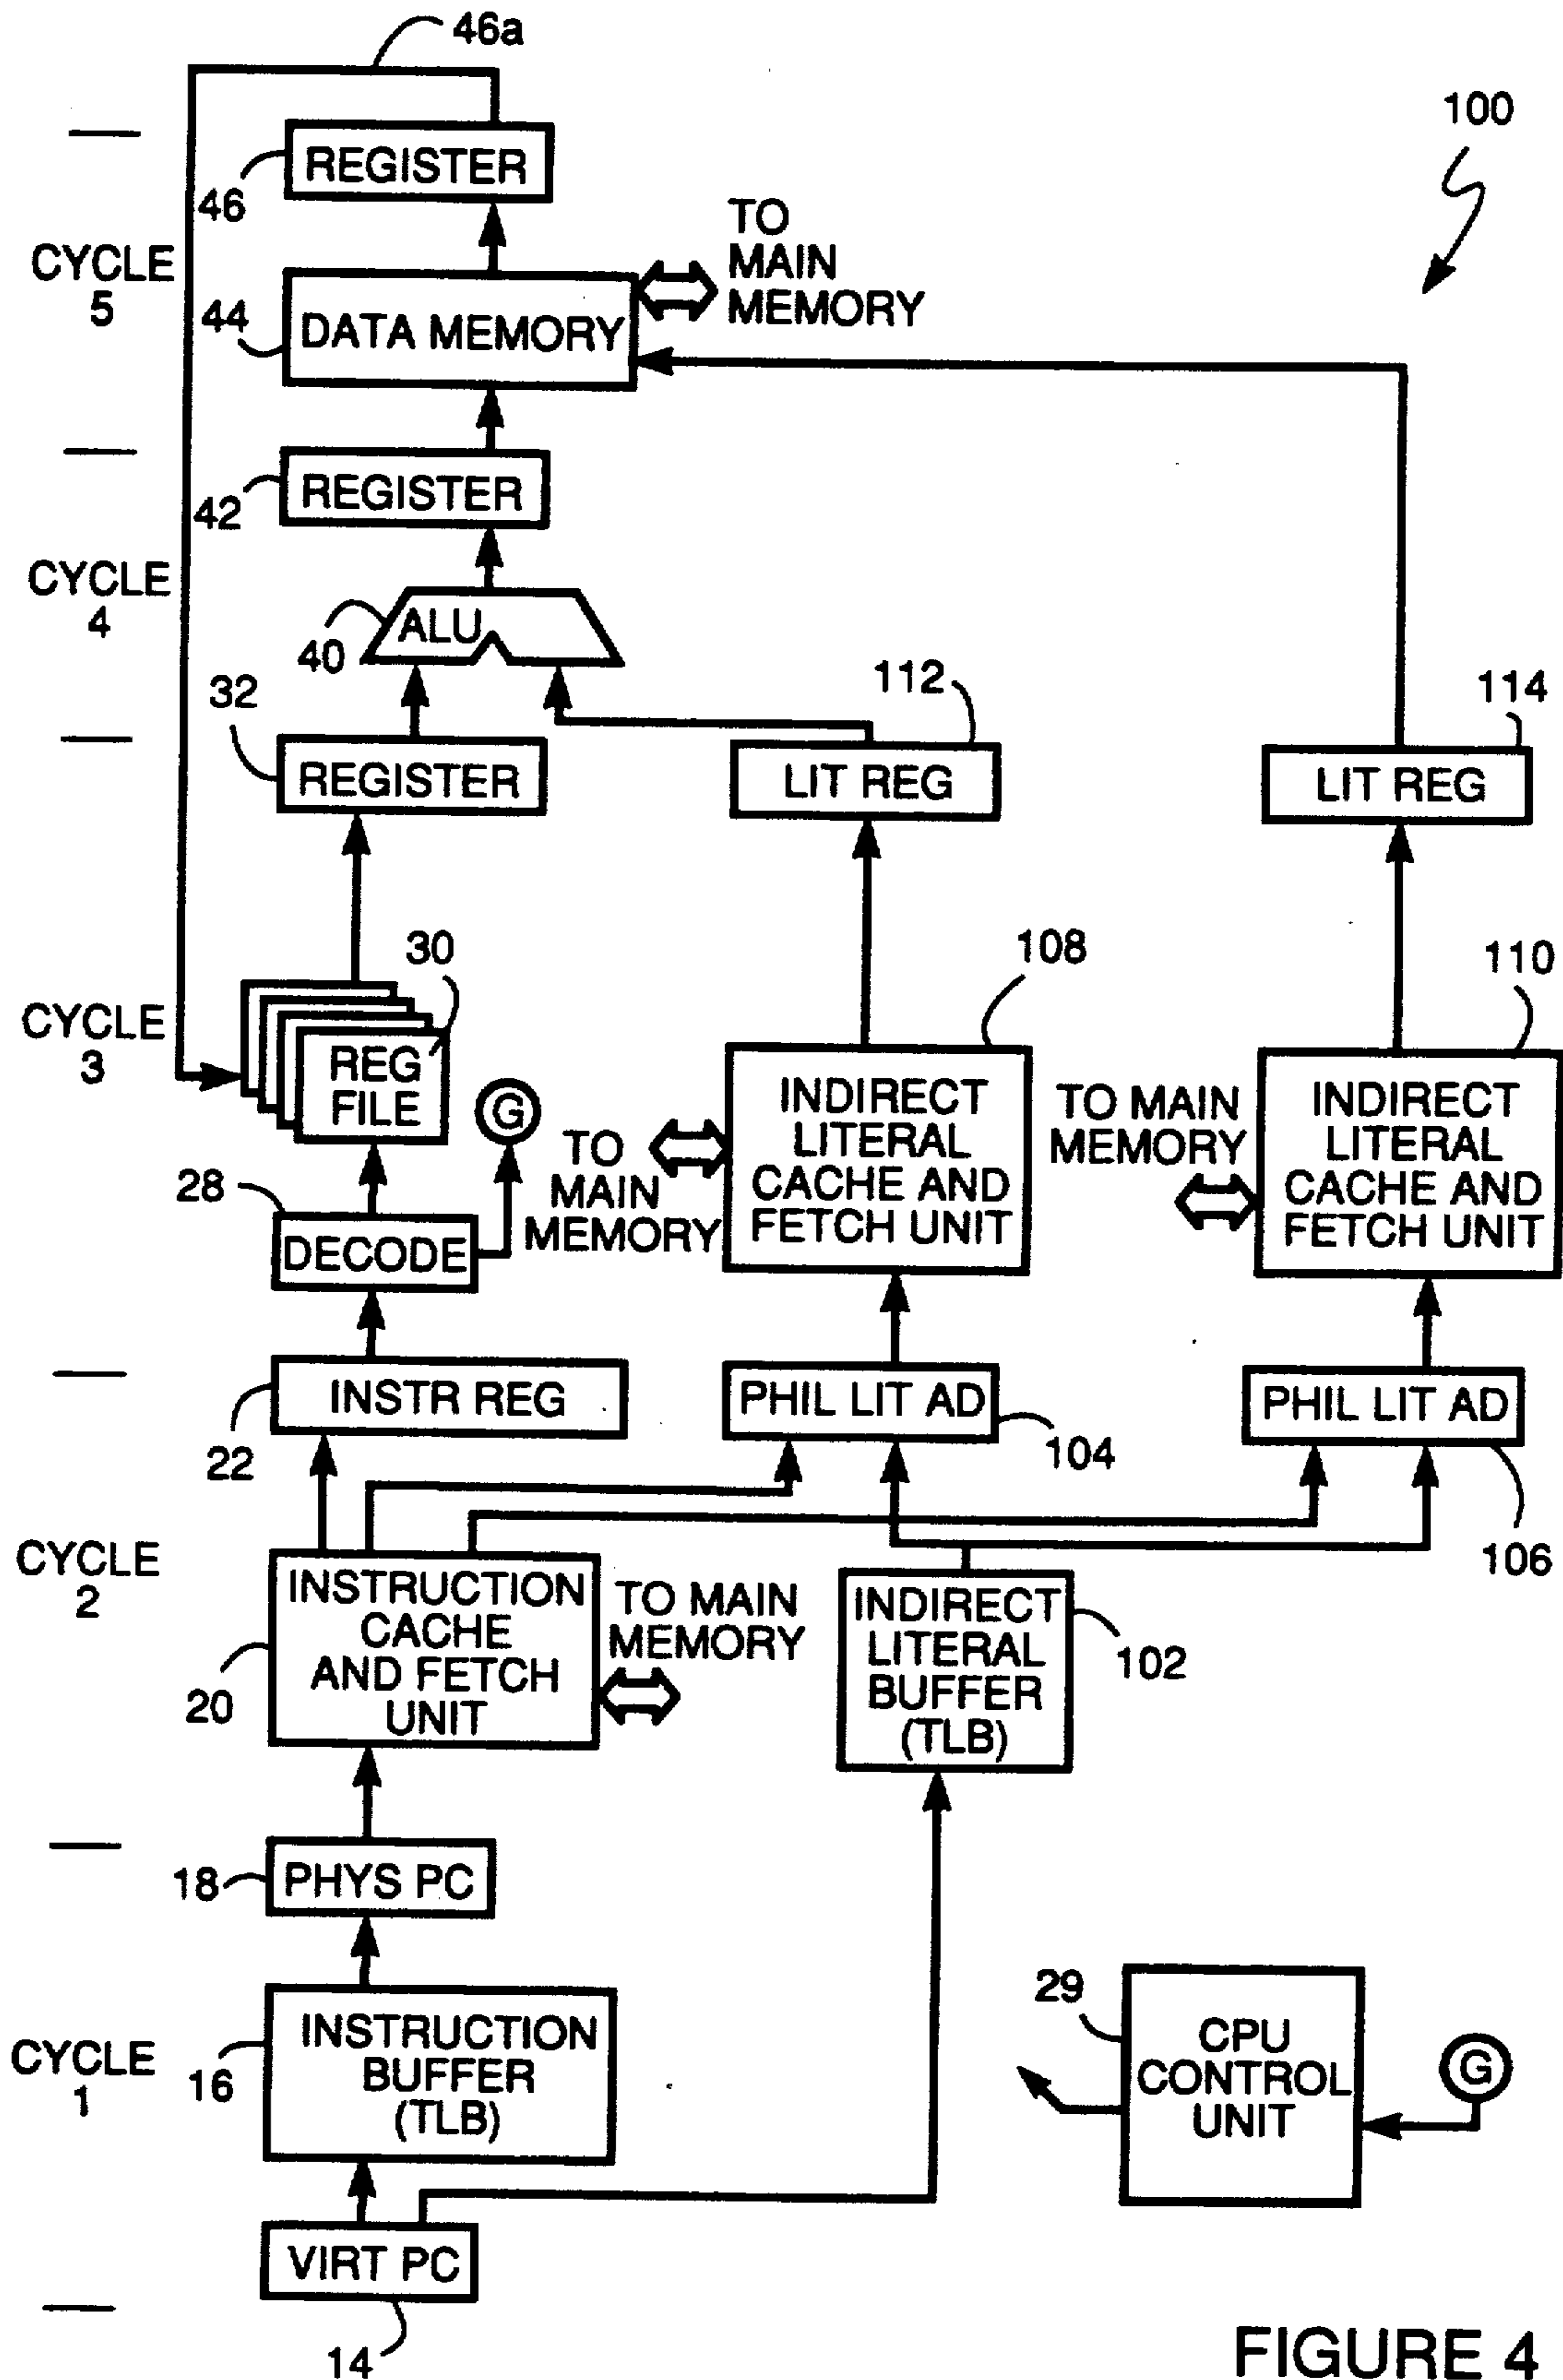 46a
100
REGISTER
46
TO
MAIN
MEMORY
CYCLE
5
44
DATA MEMORY
REGISTER
42
CYCLE
4
ALU
40
32
112
114
REGISTER
LIT REG
LIT REG
30
108
110
CYCLE
3
REG
FILE
G
TO
MAIN
MEMORY
INDIRECT
LITERAL
CACHE AND
FETCH UNIT
TO MAIN
MEMORY
INDIRECT
LITERAL
CACHE AND
FETCH UNIT
28
DECODE
INSTR REG
PHIL LIT AD
PHIL LIT AD
22
104
106
CYCLE
2
INSTRUCTION
CACHE
AND FETCH
UNIT
20
TO MAIN
MEMORY
INDIRECT
LITERAL
BUFFER
(TLB)
102
18
PHYS PC
CYCLE
1
16
INSTRUCTION
BUFFER
(TLB)
29
CPU
CONTROL
UNIT
G
VIRT PC
14
FIGURE 4